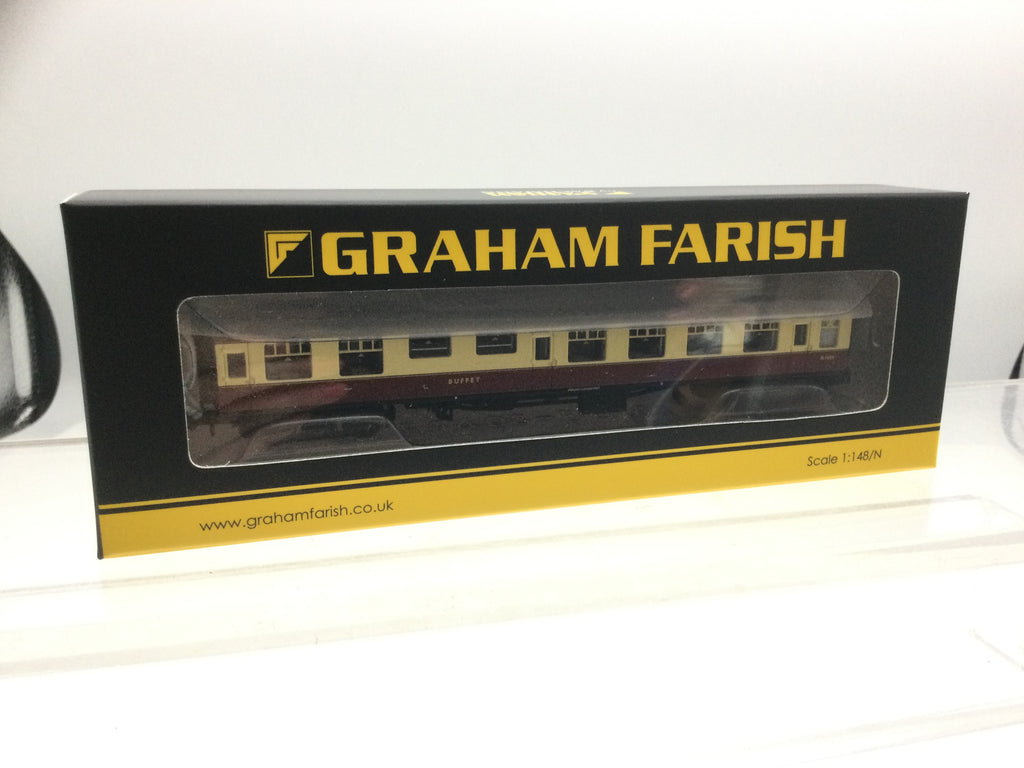 GRAHAM FARISH
BUFFET
Scale 1:148/N
www.grahamfarish.co.uk